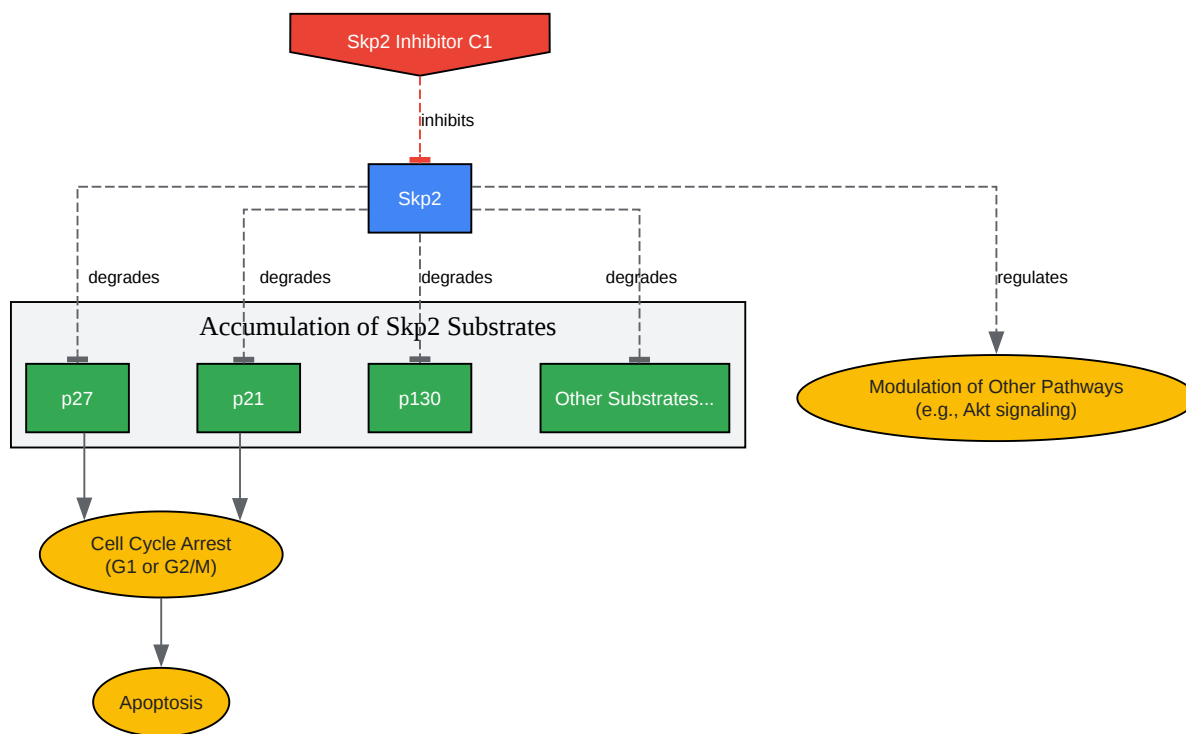 Skp2 Inhibitor C1
inhibits
Skp2
degrades
degrades
degrades
degrades
regulates
Accumulation of Skp2 Substrates
p27
p21
p130
Other Substrates...
Modulation of Other Pathways
(e.g., Akt signaling)
Cell Cycle Arrest
(G1 or G2/M)
Apoptosis